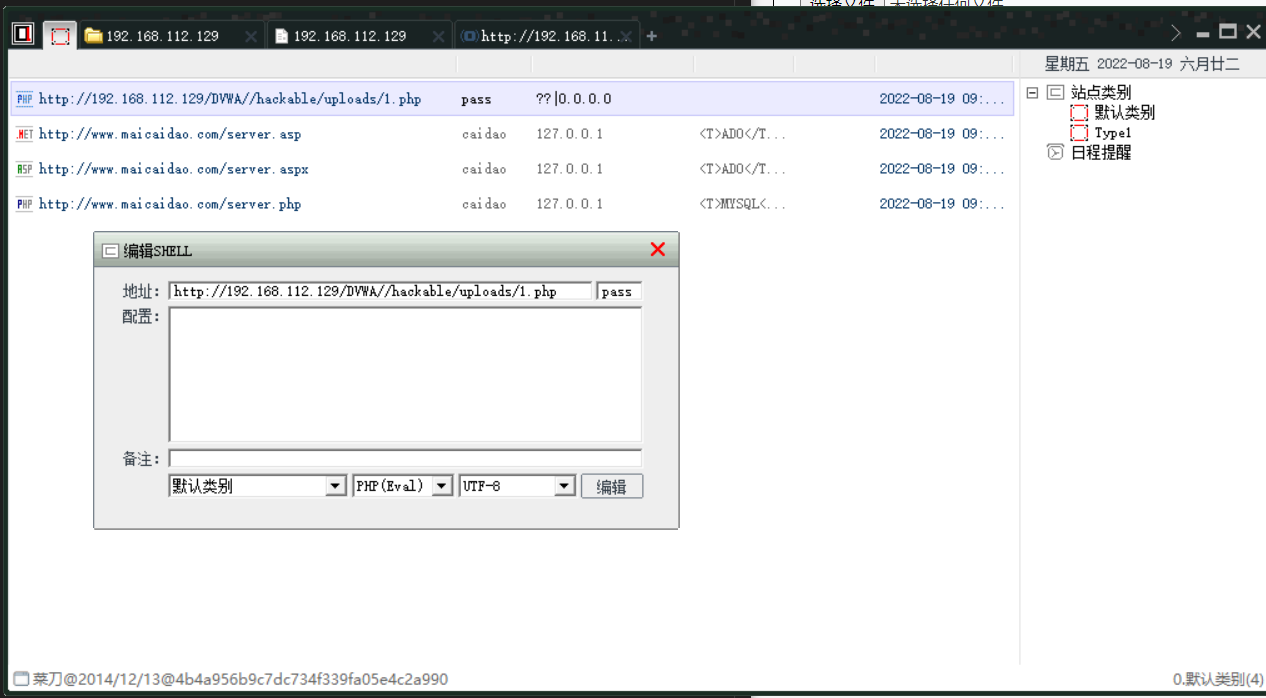 192.168.112.129
192.168.112.129
http://192.168.11...
星期五 2022-08-19 六月廿二
PHP http://192.168.112.129/DVWA//hackable/uploads/1.php pass ??|0.0.0.0 2022-08-19 09:...
.NET http://www.maicaidao.com/server.asp caidao 127.0.0.1 <T>ADO</T... 2022-08-19 09:...
ASP http://www.maicaidao.com/server.aspx caidao 127.0.0.1 <T>ADO</T... 2022-08-19 09:...
PHP http://www.maicaidao.com/server.php caidao 127.0.0.1 <T>MYSQL<... 2022-08-19 09:...
站点类别
默认类别
Type1
日程提醒
编辑SHELL
地址: http://192.168.112.129/DVWA//hackable/uploads/1.php pass
配置:
备注:
默认类别 PHP(Eval) UTF-8 编辑
菜刀@2014/12/13@4b4a956b9c7dc734f339fa05e4c2a990
0.默认类别(4)